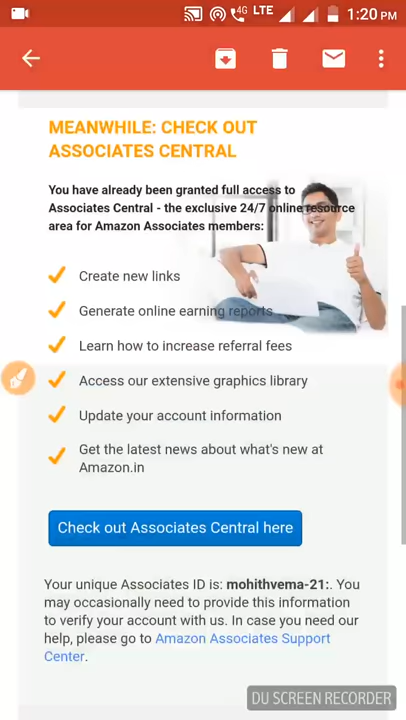 4G LTE 1:20 PM
MEANWHILE: CHECK OUT
ASSOCIATES CENTRAL
You have already been granted full access to
Associates Central - the exclusive 24/7 online resource
area for Amazon Associates members:
Create new links
Generate online earning reports
Learn how to increase referral fees
Access our extensive graphics library
Update your account information
Get the latest news about what's new at
Amazon.in
Check out Associates Central here
Your unique Associates ID is: mohithvema-21:. You
may occasionally need to provide this information
to verify your account with us. In case you need our
help, please go to Amazon Associates Support
Center.
DU SCREEN RECORDER